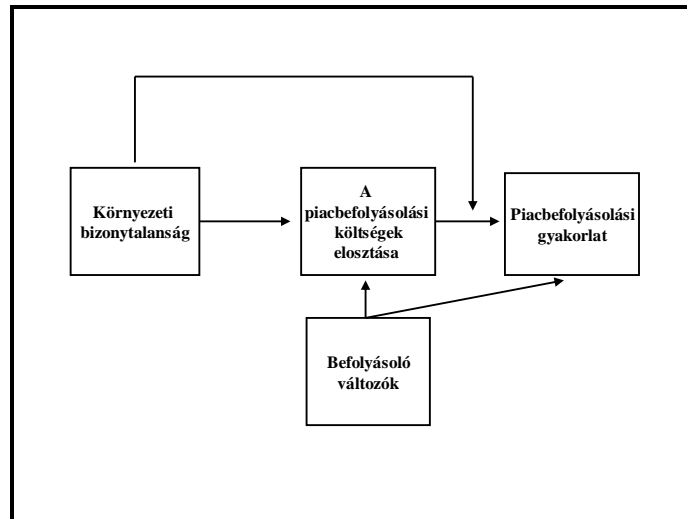 Környezeti
bizonytalanság
A
piacbefolyásolási
költségek
elosztása
Piacbefolyásolási
gyakorlat
Befolyásoló
változók